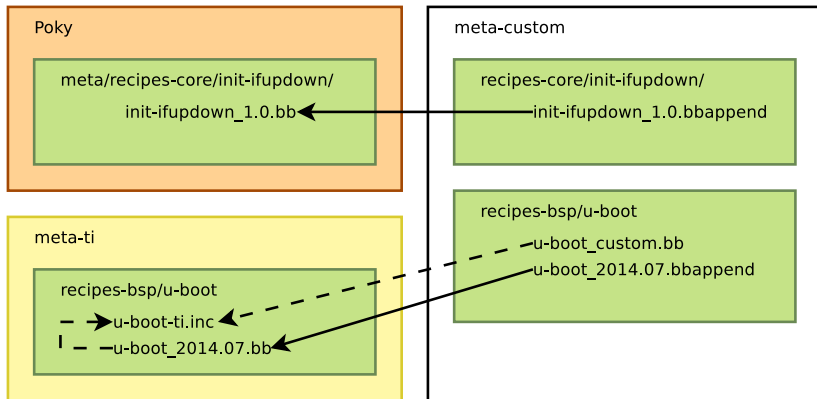 Poky
meta/recipes-core/init-ifupdown/
init-ifupdown_1.0.bb
meta-ti
recipes-bsp/u-boot
u-boot-ti.inc
u-boot_2014.07.bb
meta-custom
recipes-core/init-ifupdown/
init-ifupdown_1.0.bbappend
recipes-bsp/u-boot
u-boot_custom.bb
u-boot_2014.07.bbappend